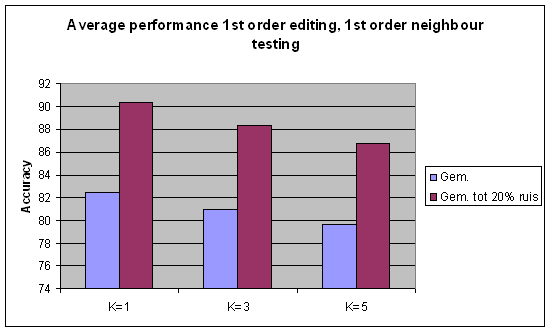 Average performance 1st order editing, 1st order neighbour
testing
92
90
88
86
84
82
80
78
76
74
Accuracy
K=1
K=3
K=5
Gem.
Gem. tot 20% ruis